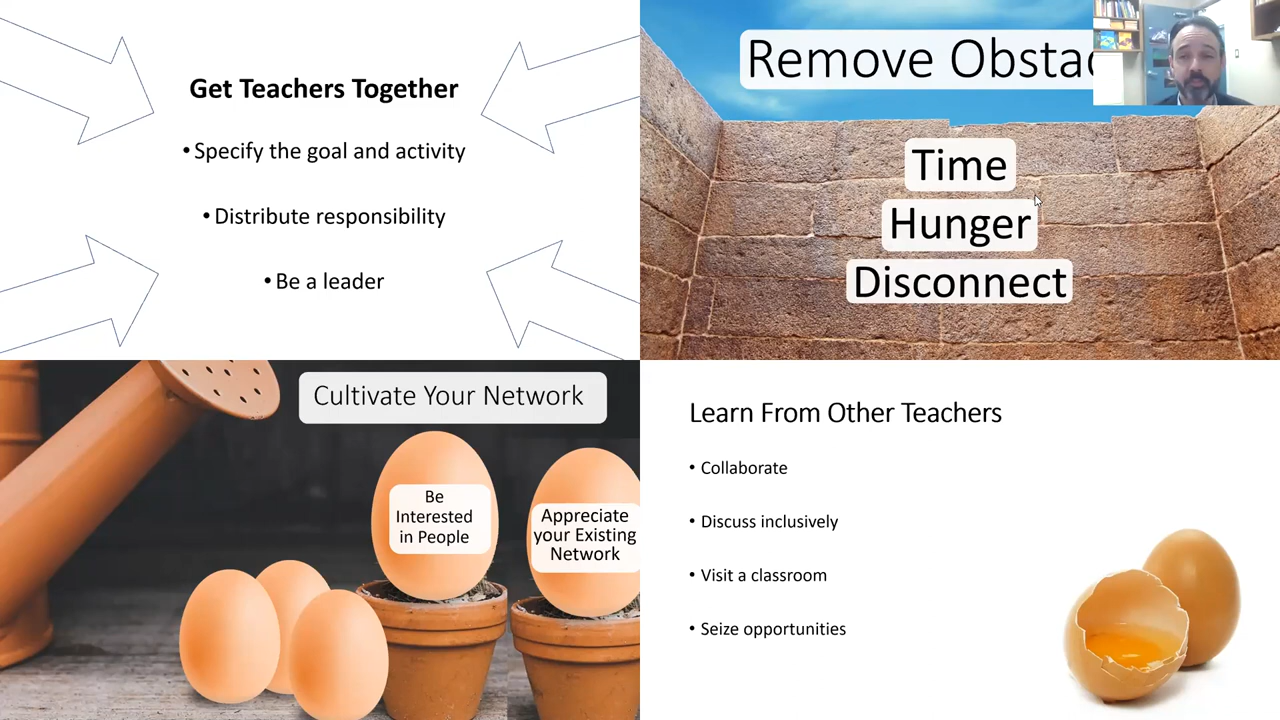 Get Teachers Together
• Specify the goal and activity
• Distribute responsibility
• Be a leader
Remove Obstac
Time
Hunger
Disconnect
Cultivate Your Network
Be
Interested
in People
Appreciate
your Existing
Network
Learn From Other Teachers
• Collaborate
• Discuss inclusively
• Visit a classroom
• Seize opportunities